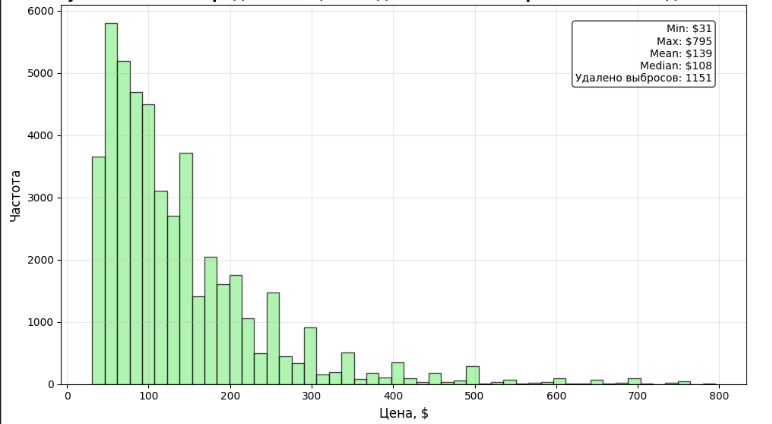 6000
5000
4000
3000
2000
1000
0
Частота
Min: $31
Max: $795
Mean: $139
Median: $108
Удалено выбросов: 1151
0 100 200 300 400 500 600 700 800
Цена, $